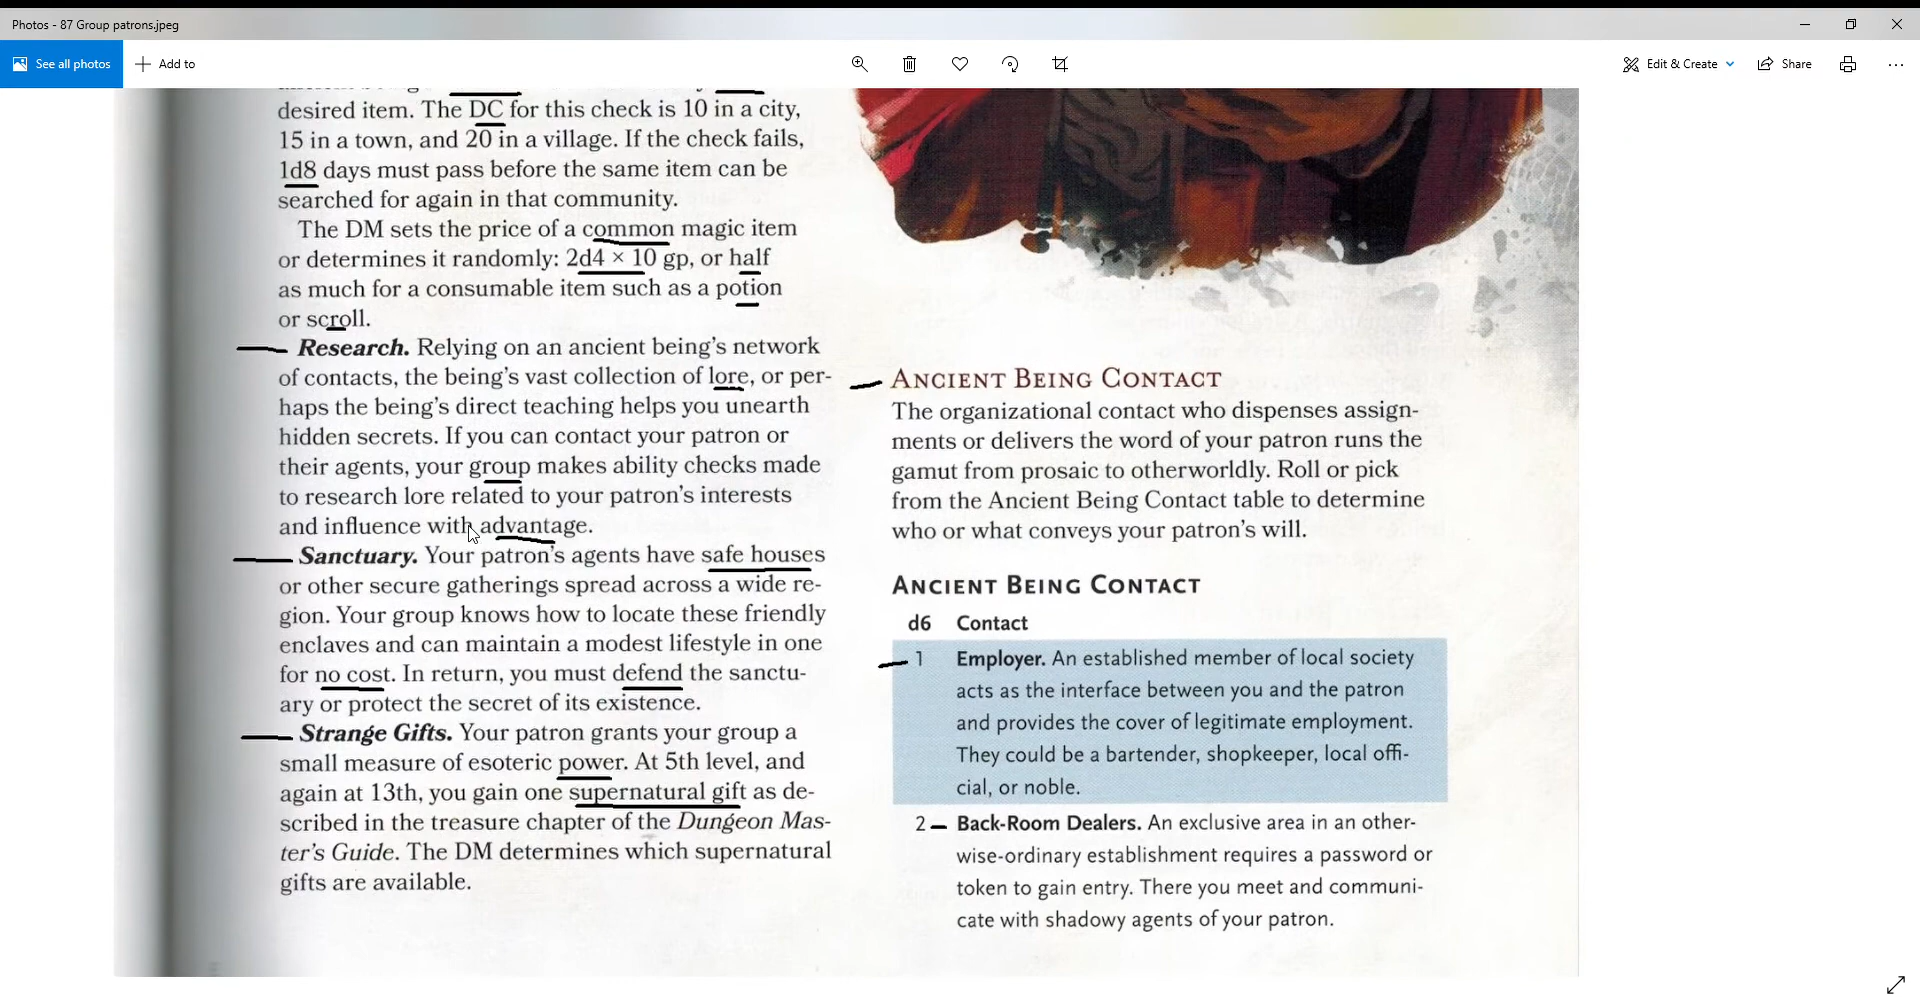 Photos - 87 Group patrons.jpeg
See all photos
Add to
Edit & Create
Share
desired item. The DC for this check is 10 in a city,
15 in a town, and 20 in a village. If the check fails,
1d8 days must pass before the same item can be
searched for again in that community.
The DM sets the price of a common magic item
or determines it randomly: 2d4 × 10 gp, or half
as much for a consumable item such as a potion
or scroll.
Research. Relying on an ancient being's network
of contacts, the being's vast collection of lore, or per-
haps the being's direct teaching helps you unearth
hidden secrets. If you can contact your patron or
their agents, your group makes ability checks made
to research lore related to your patron's interests
and influence with advantage.
Sanctuary. Your patron's agents have safe houses
or other secure gatherings spread across a wide re-
gion. Your group knows how to locate these friendly
enclaves and can maintain a modest lifestyle in one
for no cost. In return, you must defend the sanctu-
ary or protect the secret of its existence.
Strange Gifts. Your patron grants your group a
small measure of esoteric power. At 5th level, and
again at 13th, you gain one supernatural gift as de-
scribed in the treasure chapter of the Dungeon Mas-
ter's Guide. The DM determines which supernatural
gifts are available.
ANCIENT BEING CONTACT
The organizational contact who dispenses assign-
ments or delivers the word of your patron runs the
gamut from prosaic to otherworldly. Roll or pick
from the Ancient Being Contact table to determine
who or what conveys your patron's will.
ANCIENT BEING CONTACT
d6 Contact
1 Employer. An established member of local society
acts as the interface between you and the patron
and provides the cover of legitimate employment.
They could be a bartender, shopkeeper, local offi-
cial, or noble.
2 Back-Room Dealers. An exclusive area in an other-
wise-ordinary establishment requires a password or
token to gain entry. There you meet and communi-
cate with shadowy agents of your patron.